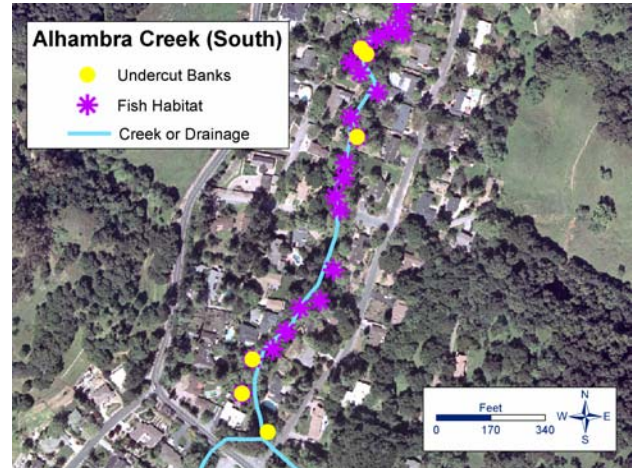 Alhambra Creek (South)
Undercut Banks
Fish Habitat
Creek or Drainage
Feet
0 170 340
N
W E
S